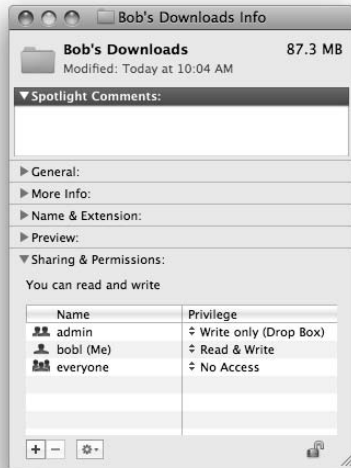 Bob's Downloads Info
Bob's Downloads 87.3 MB
Modified: Today at 10:04 AM
Spotlight Comments:
General:
More Info:
Name & Extension:
Preview:
Sharing & Permissions:
You can read and write
Name Privilege
admin Write only (Drop Box)
bobl (Me) Read & Write
everyone No Access